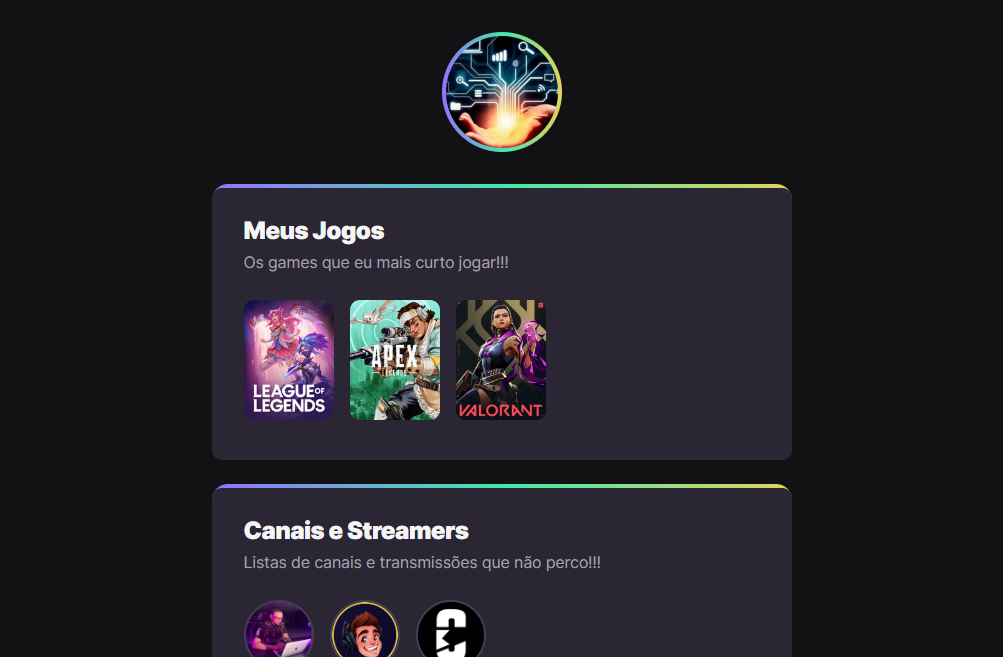 Meus Jogos
Os games que eu mais curto jogar!!!
LEAGUE OF
LEGENDS
APEX
LEGENDS
VALORANT
Canais e Streamers
Listas de canais e transmissões que não perco!!!